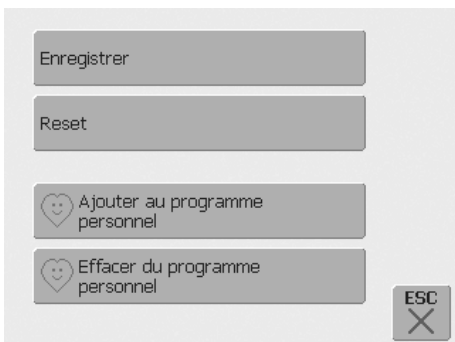 Enregistrer
Reset
Ajouter au programme
personnel
Effacer du programme
personnel
ESC